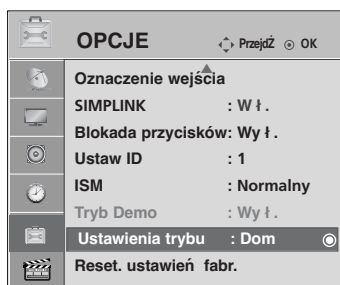 OPCJE PrzejdŹ OK
Oznaczenie wejścia
SIMPLINK : W ł .
Blokada przycisków: Wy ł .
Ustaw ID : 1
ISM : Normalny
Tryb Demo : Wy ł .
Ustawienia trybu : Dom
Reset. ustawień fabr.